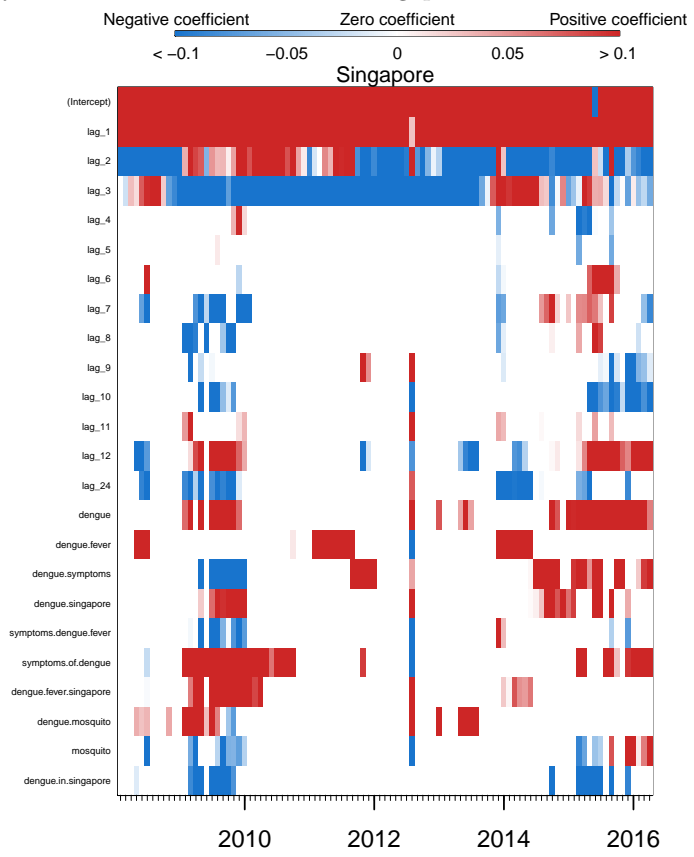 Negative coefficient Zero coefficient Positive coefficient
< −0.1 −0.05 0 0.05 > 0.1
Singapore
(Intercept)
lag_1
lag_2
lag_3
lag_4
lag_5
lag_6
lag_7
lag_8
lag_9
lag_10
lag_11
lag_12
lag_24
dengue
dengue.fever
dengue.symptoms
dengue.singapore
symptoms.dengue.fever
symptoms.of.dengue
dengue.fever.singapore
dengue.mosquito
mosquito
dengue.in.singapore
2010 2012 2014 2016